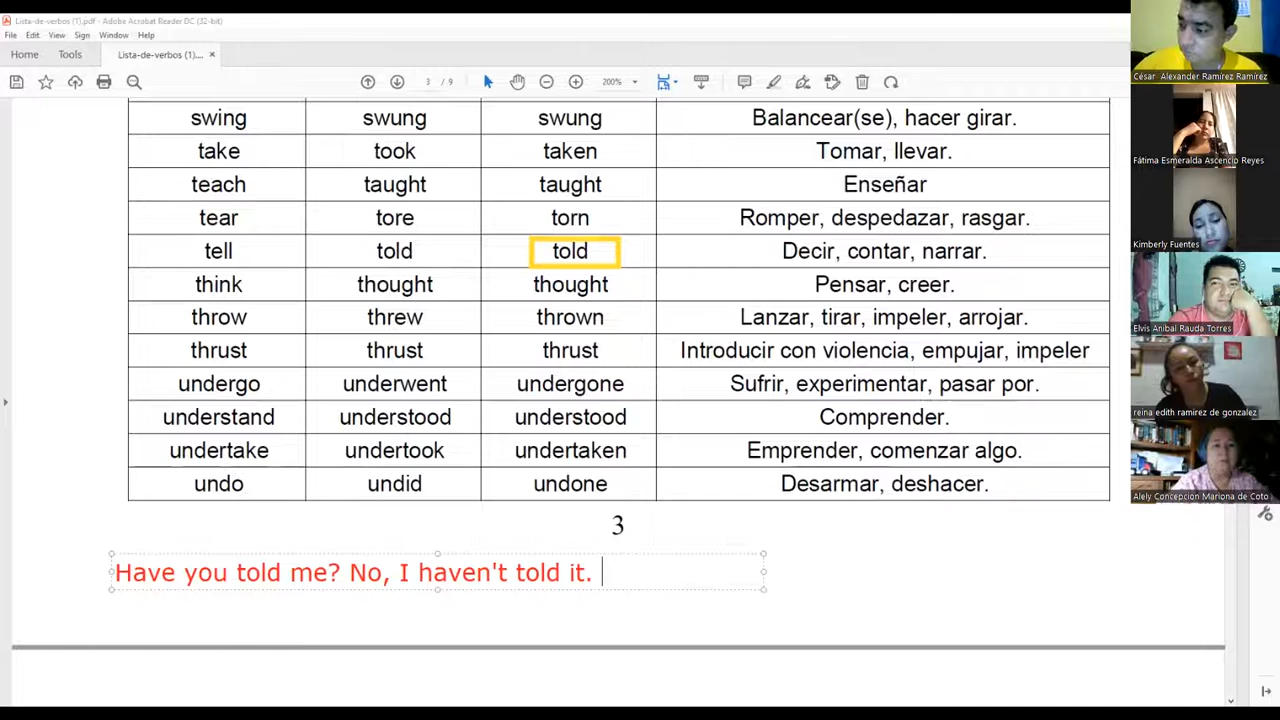 Lista-de-verbos (1).pdf - Adobe Acrobat Reader DC (32-bit)
File Edit View Sign Window Help
Home Tools Lista-de-verbos (1).... ×
3 / 9 200%
swing swung swung Balancear(se), hacer girar.
take took taken Tomar, llevar.
teach taught taught Enseñar
tear tore torn Romper, despedazar, rasgar.
tell told told Decir, contar, narrar.
think thought thought Pensar, creer.
throw threw thrown Lanzar, tirar, impeler, arrojar.
thrust thrust thrust Introducir con violencia, empujar, impeler
undergo underwent undergone Sufrir, experimentar, pasar por.
understand understood understood Comprender.
undertake undertook undertaken Emprender, comenzar algo.
undo undid undone Desarmar, deshacer.
3
Have you told me? No, I haven't told it.
César Alexander Ramírez Ramírez
Fátima Esmeralda Ascencio Reyes
Kimberly Fuentes
Elvis Anibal Rauda Torres
reina edith ramirez de gonzalez
Alely Concepcion Mariona de Coto